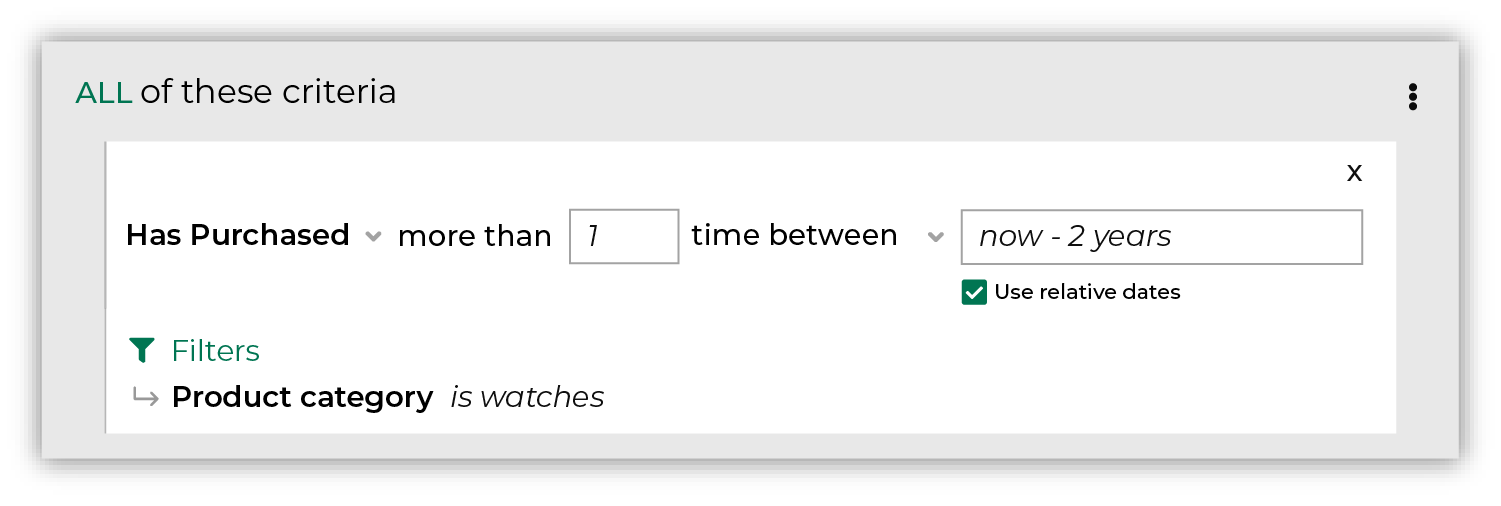 ALL of these criteria
x
Has Purchased more than 1 time between now - 2 years
Use relative dates
Filters
Product category is watches